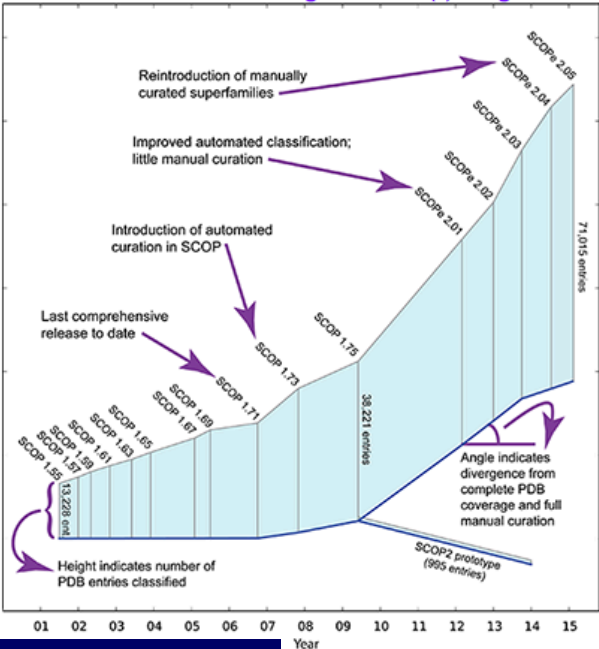 Reintroduction of manually
curated superfamilies
Improved automated classification;
little manual curation
Introduction of automated
curation in SCOP
Last comprehensive
release to date
SCOP 1.55
SCOP 1.57
SCOP 1.59
SCOP 1.61
SCOP 1.63
SCOP 1.65
SCOP 1.67
SCOP 1.69
SCOP 1.71
SCOP 1.73
SCOP 1.75
SCOPe 2.01
SCOPe 2.02
SCOPe 2.03
SCOPe 2.04
SCOPe 2.05
13,228 ent
38,221 entries
71,015 entries
Angle indicates
divergence from
complete PDB
coverage and full
manual curation
SCOP2 prototype
(995 entries)
Height indicates number of
PDB entries classified
01 02 03 04 05 06 07 08 09 10 11 12 13 14 15
Year